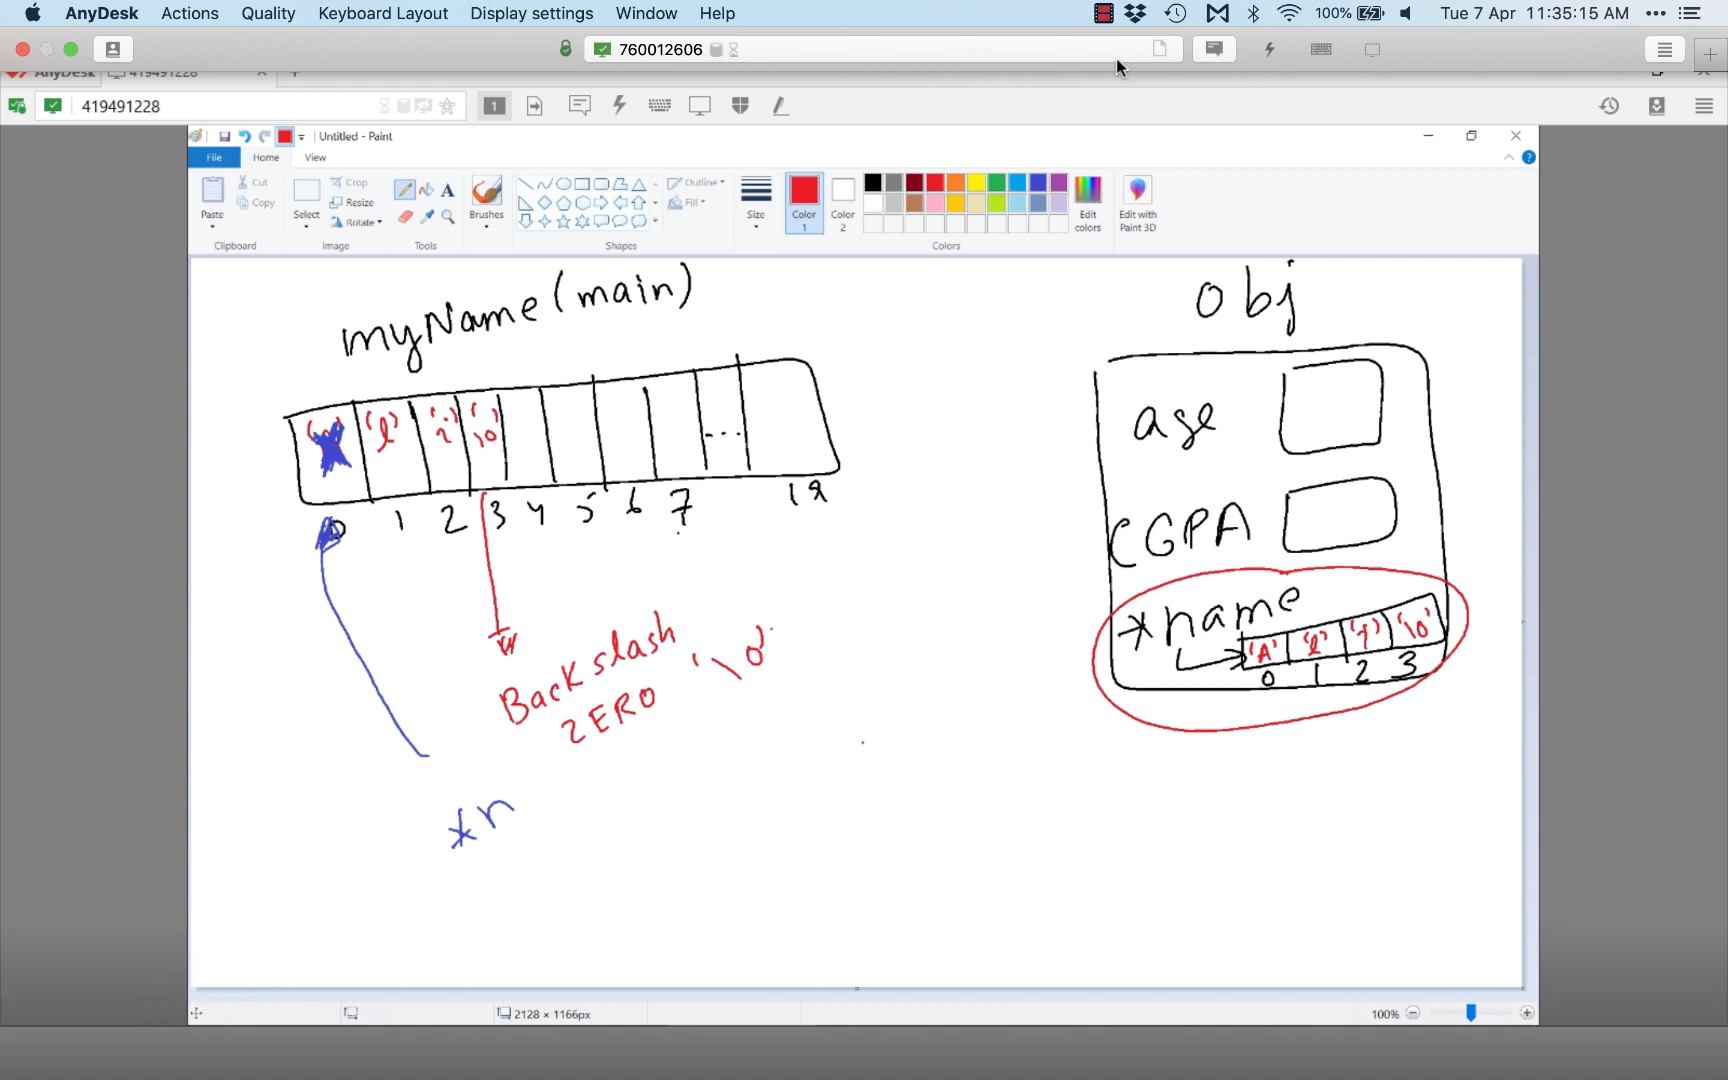 AnyDesk Actions Quality Keyboard Layout Display settings Window Help 100% Tue 7 Apr 11:35:15 AM
760012606
AnyDesk 419491228
419491228 1
Untitled - Paint
File Home View
Paste Cut Copy Select Crop Resize Rotate Brushes Outline Fill Size Color 1 Color 2 Edit colors Edit with Paint 3D
Clipboard Image Tools Shapes Colors
myName(main)
obj
'l' 'i' '\0'
...
0 1 2 3 4 5 6 7 19
age
CGPA
*name
'A' 'l' 'i' '\0'
0 1 2 3
Back slash '\0'
ZERO
*n
2128 × 1166px 100%